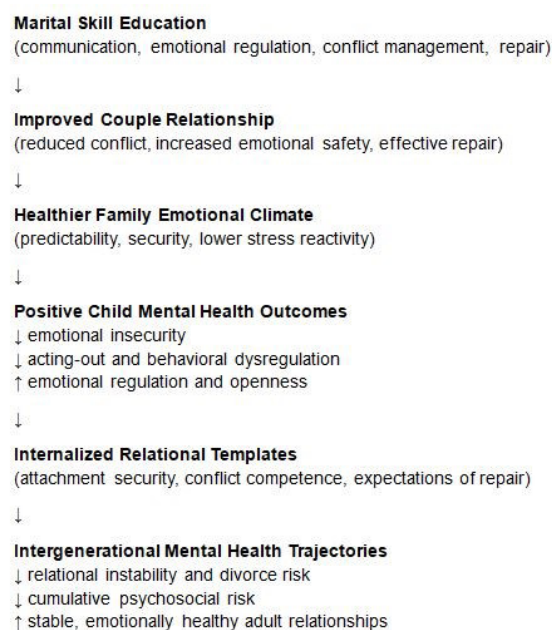 Marital Skill Education
(communication, emotional regulation, conflict management, repair)
↓
Improved Couple Relationship
(reduced conflict, increased emotional safety, effective repair)
↓
Healthier Family Emotional Climate
(predictability, security, lower stress reactivity)
↓
Positive Child Mental Health Outcomes
↓ emotional insecurity
↓ acting-out and behavioral dysregulation
↑ emotional regulation and openness
↓
Internalized Relational Templates
(attachment security, conflict competence, expectations of repair)
↓
Intergenerational Mental Health Trajectories
↓ relational instability and divorce risk
↓ cumulative psychosocial risk
↑ stable, emotionally healthy adult relationships